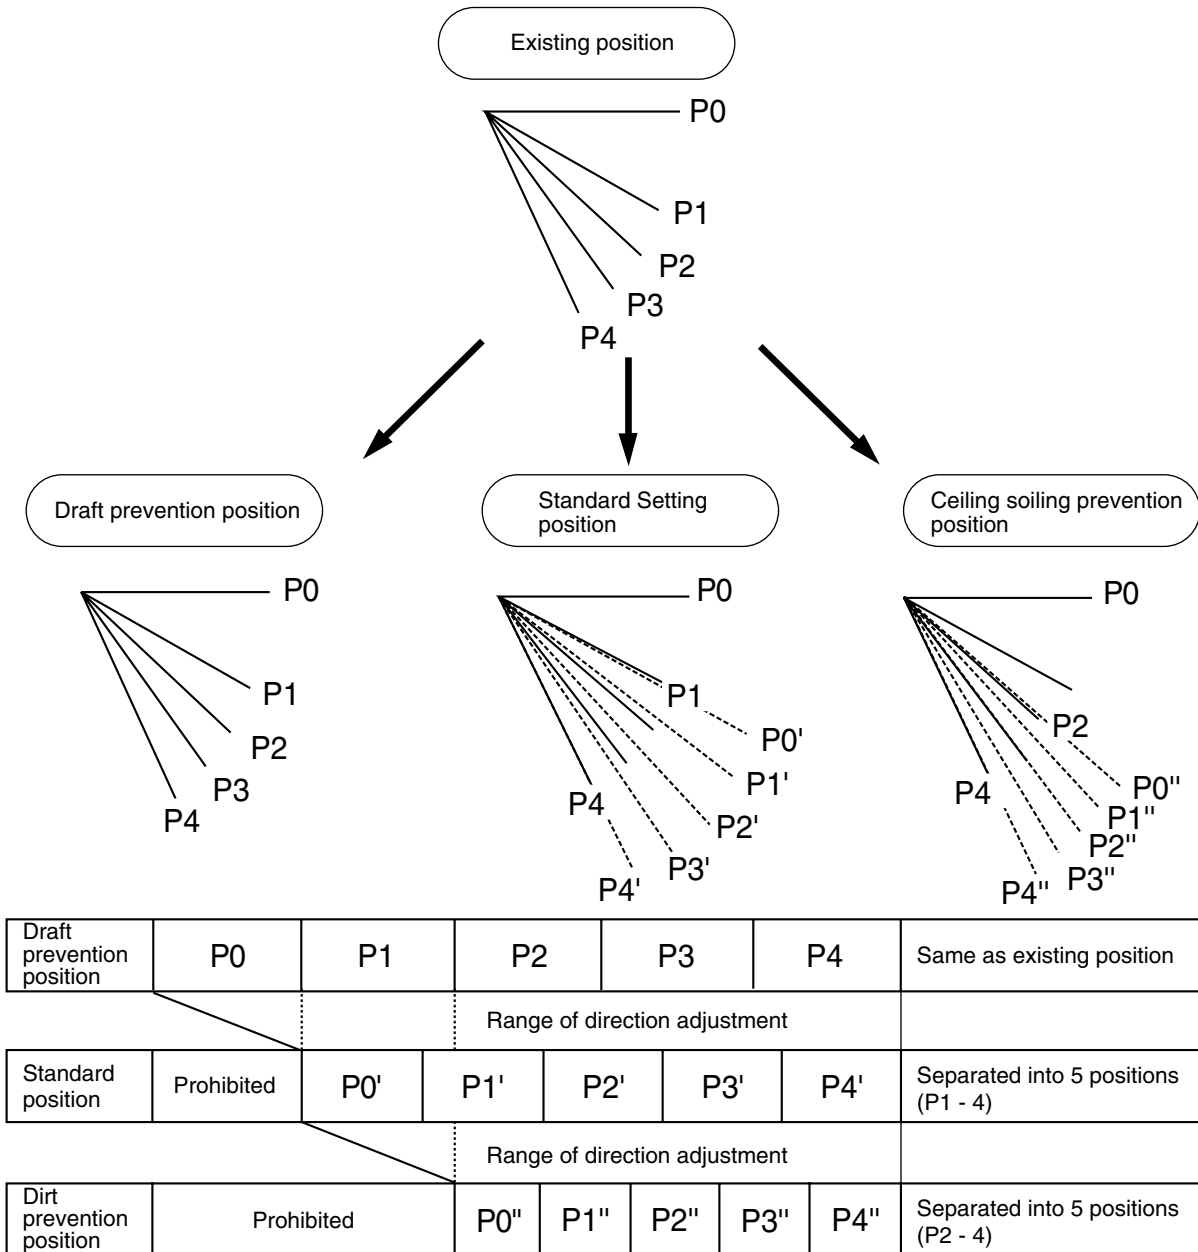 Existing position
P0
P1
P2
P3
P4
Draft prevention position
Standard Setting
position
Ceiling soiling prevention
position
P0
P1
P2
P3
P4
P0
P1
P0'
P1'
P4
P2'
P3'
P4'
P0
P2
P4
P0"
P1"
P2"
P3"
P4"
Draft
prevention
position
P0
P1
P2
P3
P4
Same as existing position
Range of direction adjustment
Standard
position
Prohibited
P0'
P1'
P2'
P3'
P4'
Separated into 5 positions
(P1 - 4)
Range of direction adjustment
Dirt
prevention
position
Prohibited
P0"
P1"
P2"
P3"
P4"
Separated into 5 positions
(P2 - 4)